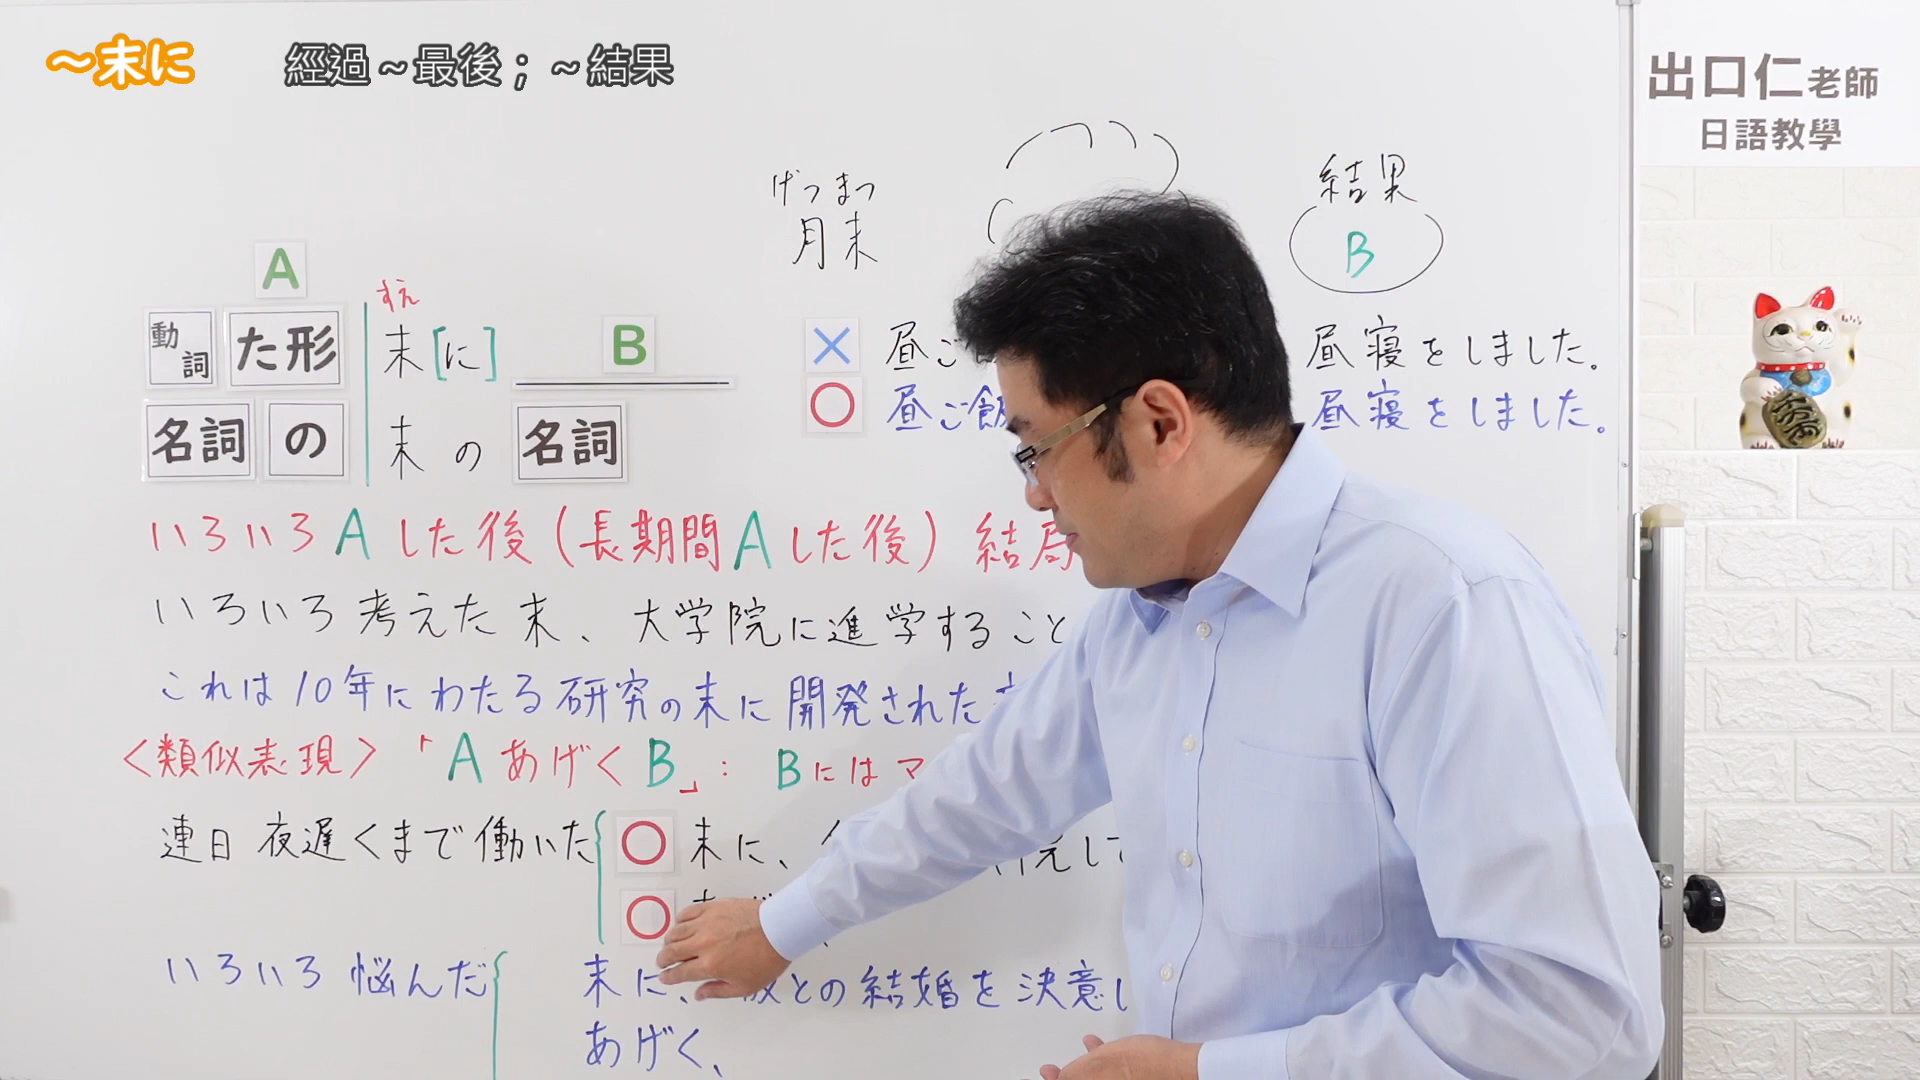 ～末に 經過～最後；～結果
出口仁老師
日語教學
げつまつ
月末
結果
B
A
すえ
動詞 た形 末[に] B
名詞 の 末の 名詞
× 昼ご 昼寝をしました。
○ 昼ご飯 昼寝をしました。
いろいろAした後(長期間Aした後)結局
いろいろ考えた末、大学院に進学すること
これは10年にわたる研究の末に開発された
<類似表現>「AあげくB」: Bにはマ
連日夜遅くまで働いた ○ 末に、
○
いろいろ悩んだ 末に、 との結婚を決意し
あげく、